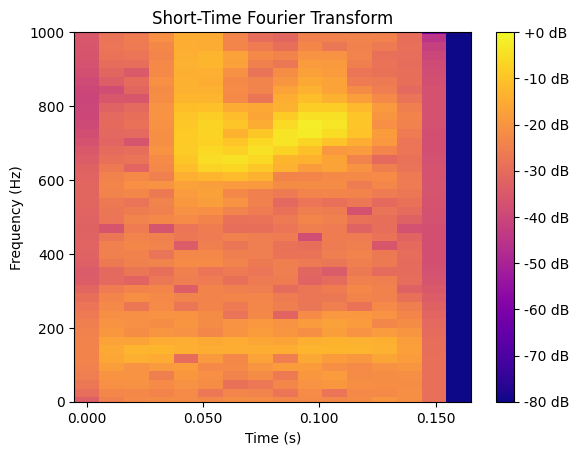 Short-Time Fourier Transform
1000
800
600
400
200
0
Frequency (Hz)
0.000
0.050
0.100
0.150
Time (s)
+0 dB
-10 dB
-20 dB
-30 dB
-40 dB
-50 dB
-60 dB
-70 dB
-80 dB